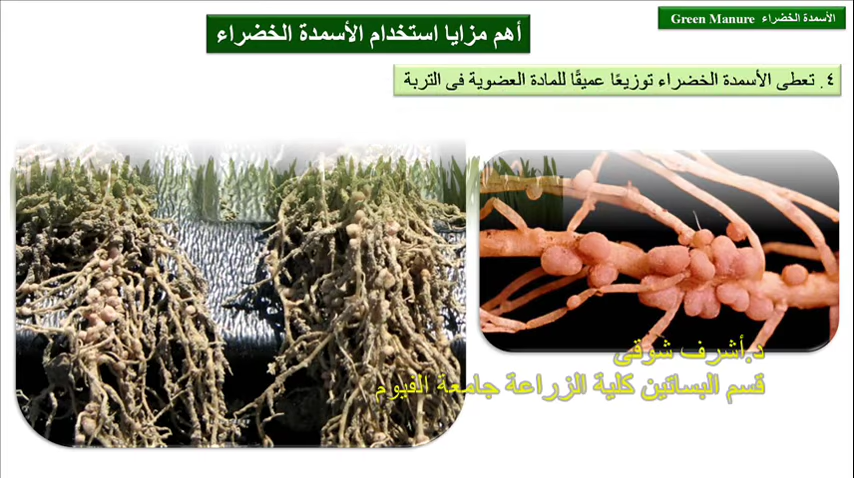 الأسمدة الخضراء Green Manure
أهم مزايا استخدام الأسمدة الخضراء
٤. تعطى الأسمدة الخضراء توزيعًا عميقًا للمادة العضوية فى التربة
د.أشرف شوقى
قسم البساتين كلية الزراعة جامعة الفيوم